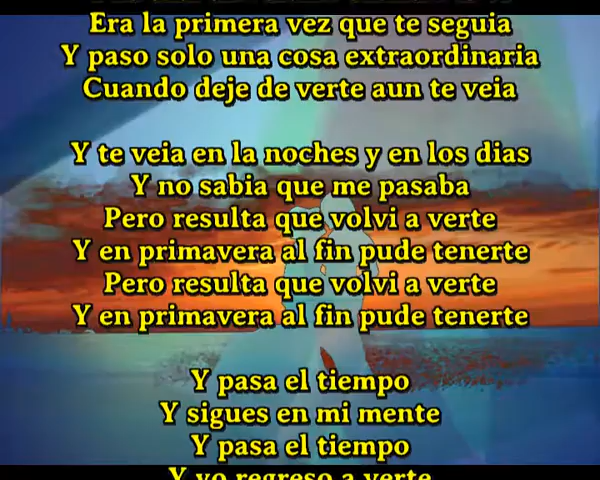 Era la primera vez que te seguia
Y paso solo una cosa extraordinaria
Cuando deje de verte aun te veia
Y te veia en la noches y en los dias
Y no sabia que me pasaba
Pero resulta que volvi a verte
Y en primavera al fin pude tenerte
Pero resulta que volvi a verte
Y en primavera al fin pude tenerte
Y pasa el tiempo
Y sigues en mi mente
Y pasa el tiempo
Y yo regreso a verte